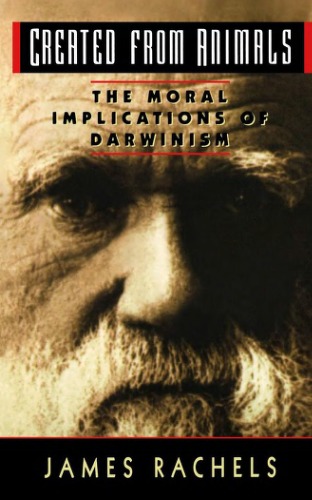 CREATED FROM ANIMALS
THE MORAL
IMPLICATIONS OF
DARWINISM
JAMES RACHELS